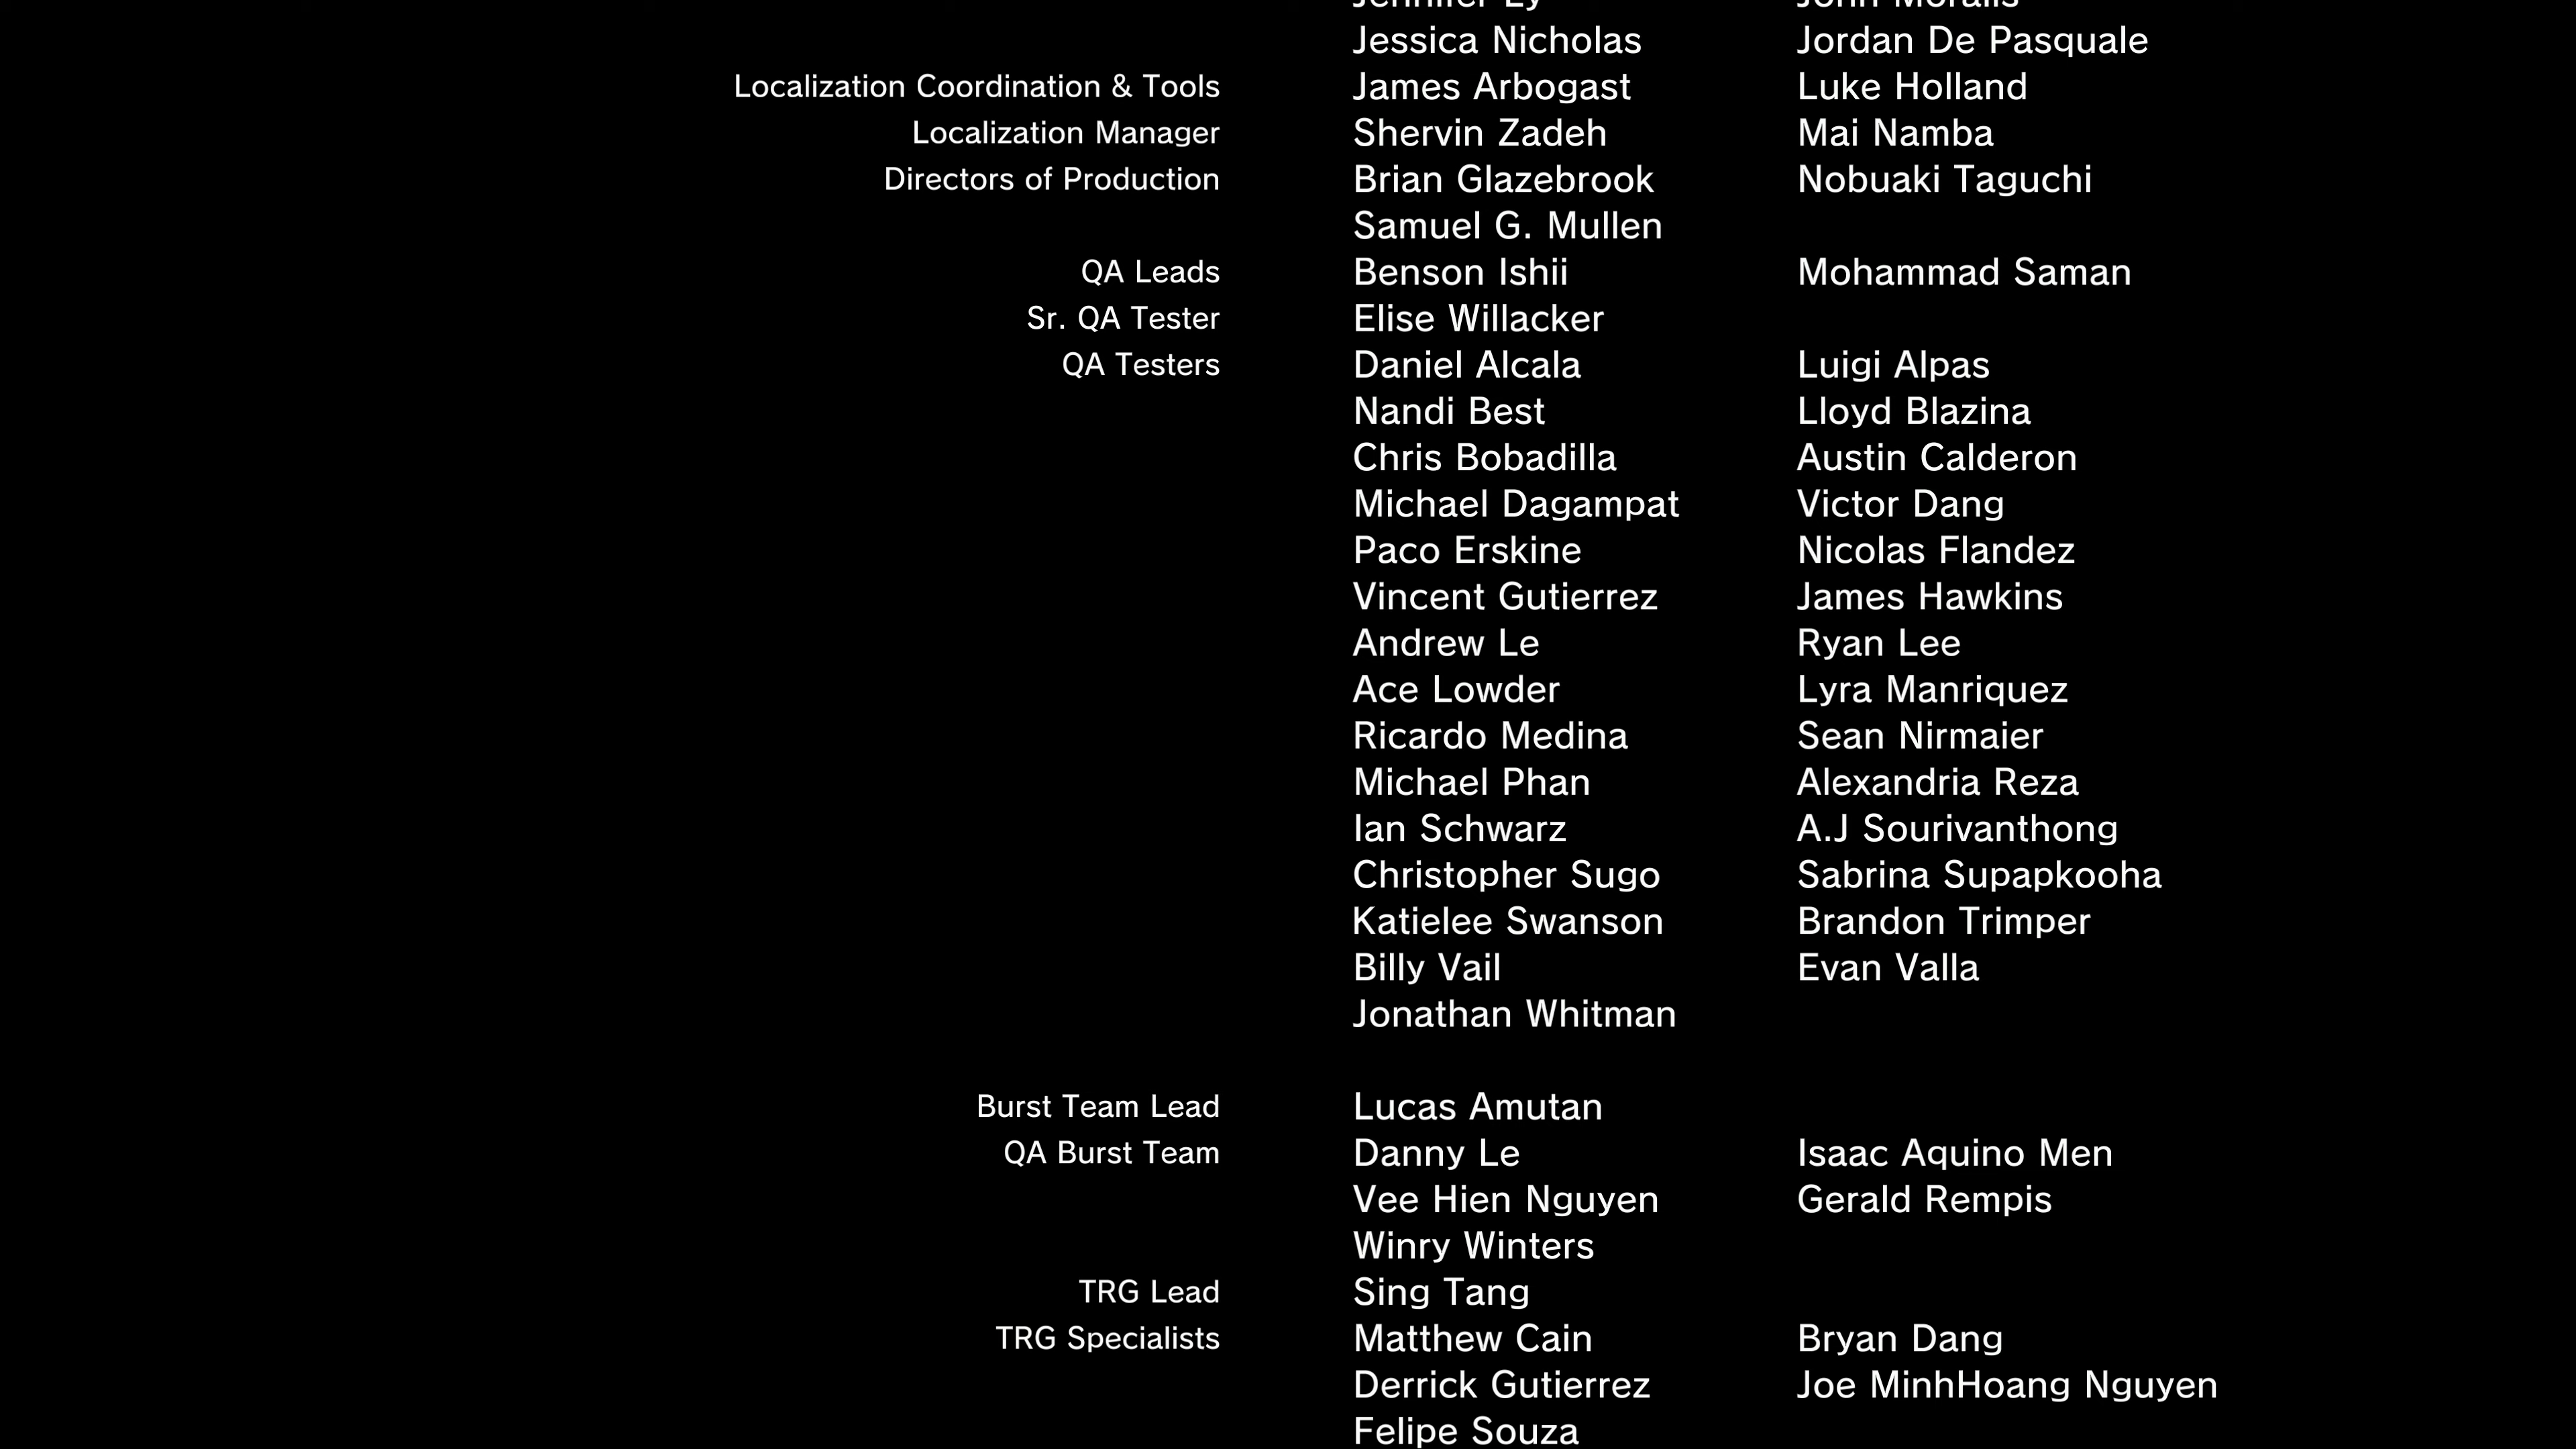 Jennifer Ly John Moralis
Jessica Nicholas Jordan De Pasquale
Localization Coordination & Tools James Arbogast Luke Holland
Localization Manager Shervin Zadeh Mai Namba
Directors of Production Brian Glazebrook Nobuaki Taguchi
Samuel G. Mullen
QA Leads Benson Ishii Mohammad Saman
Sr. QA Tester Elise Willacker
QA Testers Daniel Alcala Luigi Alpas
Nandi Best Lloyd Blazina
Chris Bobadilla Austin Calderon
Michael Dagampat Victor Dang
Paco Erskine Nicolas Flandez
Vincent Gutierrez James Hawkins
Andrew Le Ryan Lee
Ace Lowder Lyra Manriquez
Ricardo Medina Sean Nirmaier
Michael Phan Alexandria Reza
Ian Schwarz A.J Sourivanthong
Christopher Sugo Sabrina Supapkooha
Katielee Swanson Brandon Trimper
Billy Vail Evan Valla
Jonathan Whitman
Burst Team Lead Lucas Amutan
QA Burst Team Danny Le Isaac Aquino Men
Vee Hien Nguyen Gerald Rempis
Winry Winters
TRG Lead Sing Tang
TRG Specialists Matthew Cain Bryan Dang
Derrick Gutierrez Joe MinhHoang Nguyen
Felipe Souza